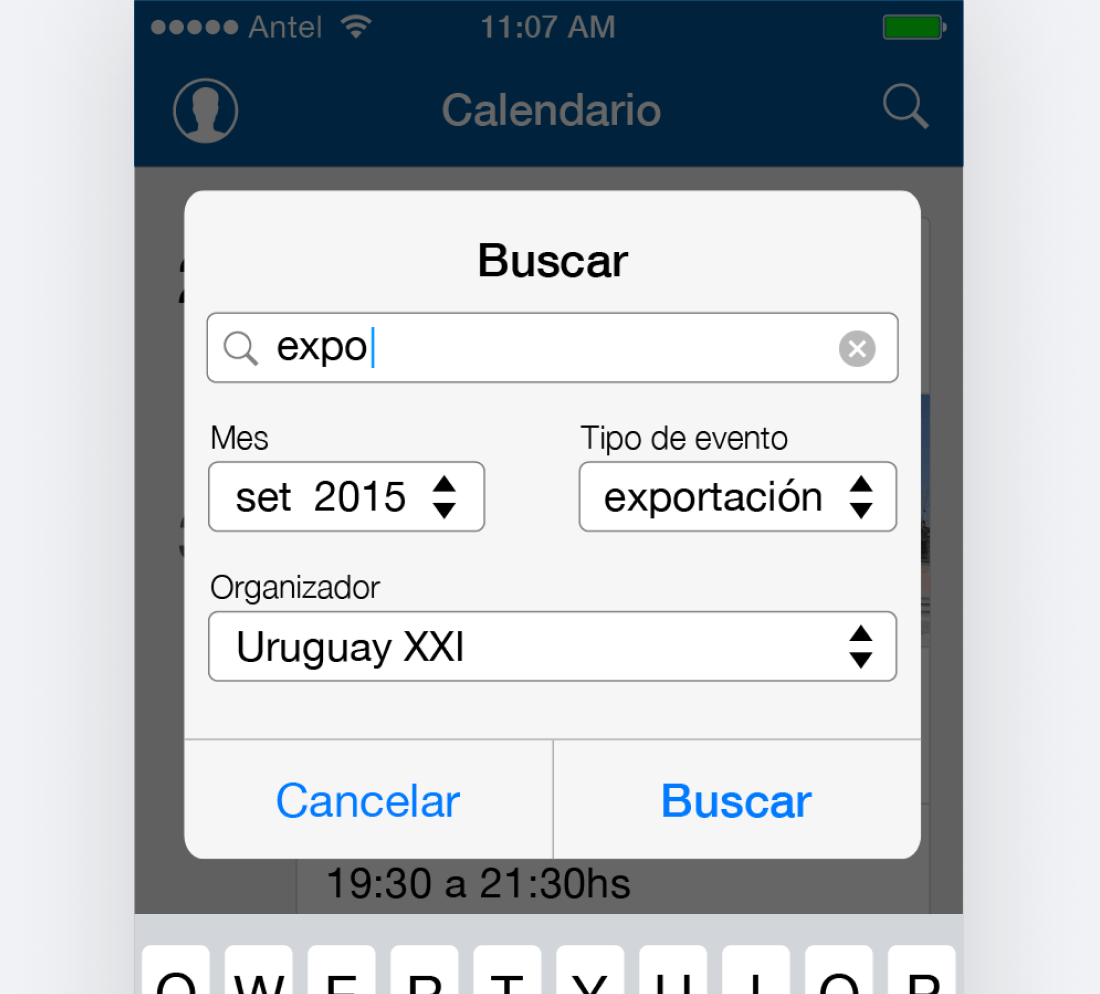 Antel 11:07 AM
Calendario
Buscar
expo
Mes Tipo de evento
set 2015 exportación
Organizador
Uruguay XXI
Cancelar Buscar
19:30 a 21:30hs
Q W E R T Y U I O P